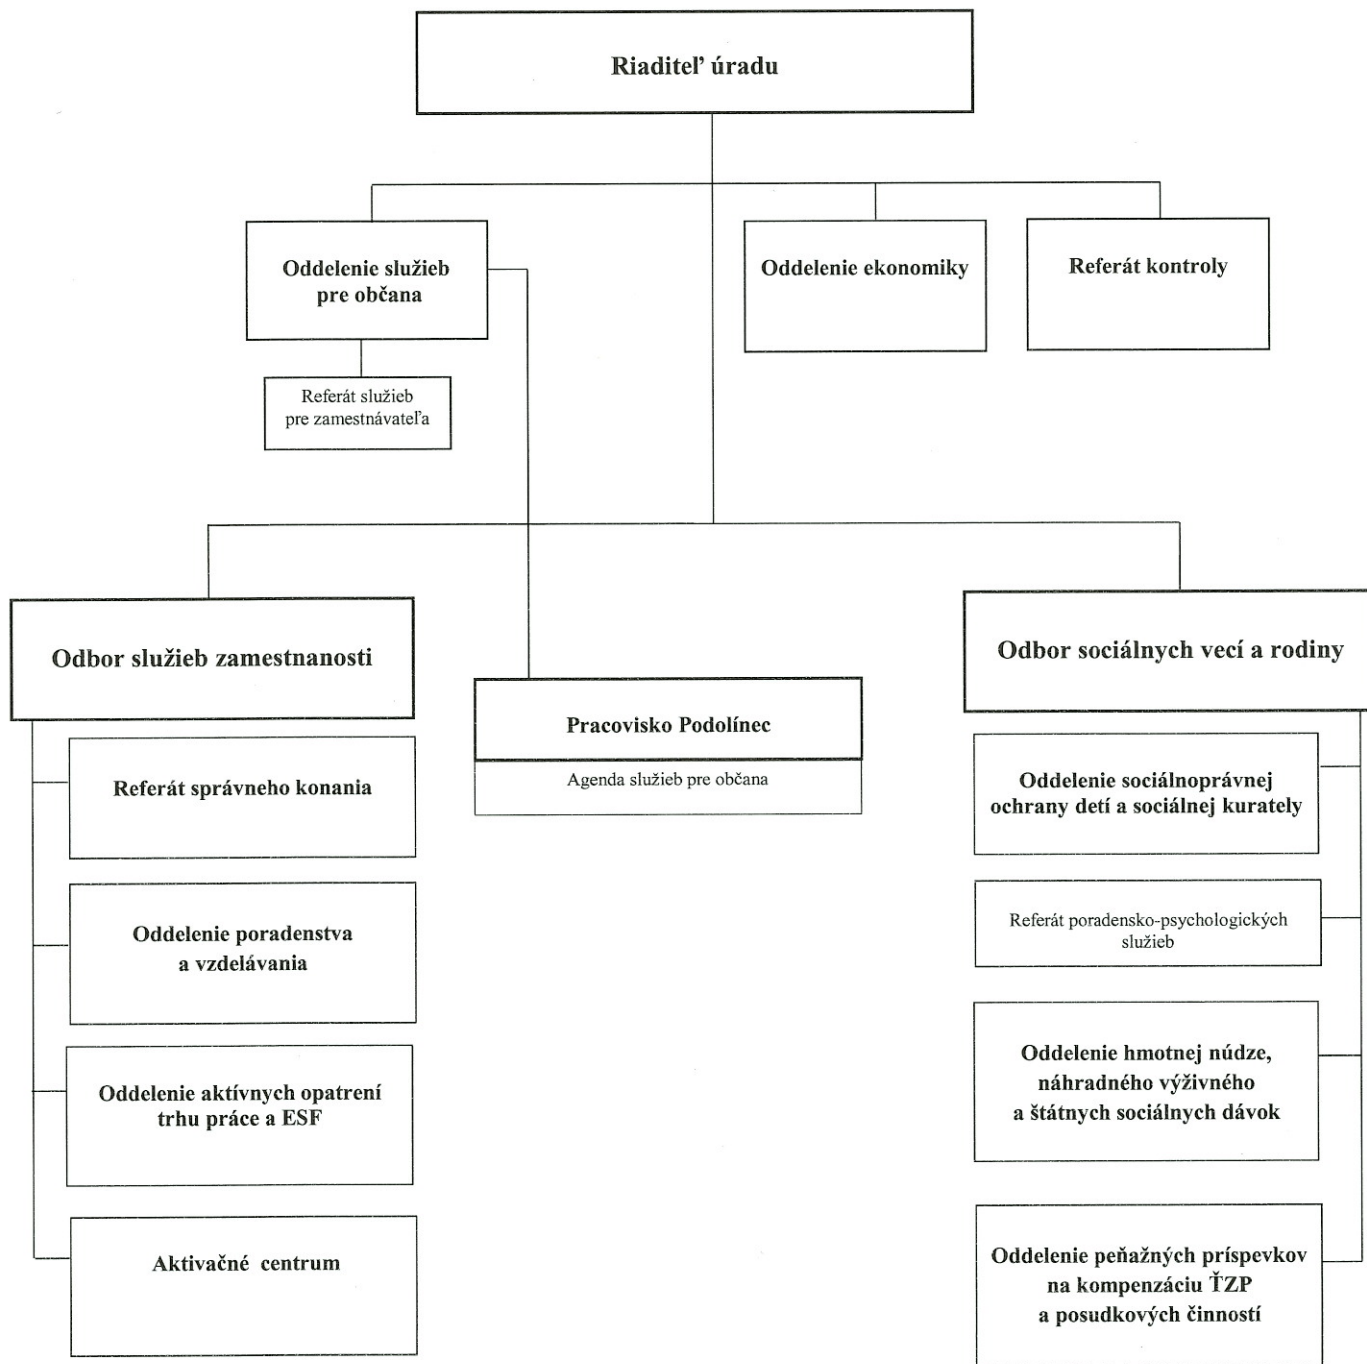 Riaditeľ úradu
Oddelenie služieb
pre občana
Oddelenie ekonomiky
Referát kontroly
Referát služieb
pre zamestnávateľa
Odbor služieb zamestnanosti
Odbor sociálnych vecí a rodiny
Pracovisko Podolínec
Agenda služieb pre občana
Referát správneho konania
Oddelenie poradenstva
a vzdelávania
Oddelenie aktívnych opatrení
trhu práce a ESF
Aktivačné centrum
Oddelenie sociálnoprávnej
ochrany detí a sociálnej kurately
Referát poradensko-psychologických
služieb
Oddelenie hmotnej núdze,
náhradného výživného
a štátnych sociálnych dávok
Oddelenie peňažných príspevkov
na kompenzáciu ŤZP
a posudkových činností